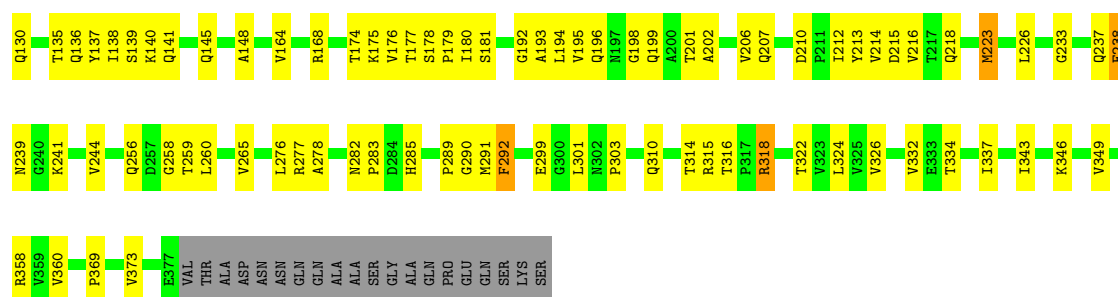 Q130 T135 Q136 Y137 I138 S139 K140 Q141 Q145 A148 V164 R168 T174 K175 V176 T177 S178 P179 I180 S181 G192 A193 L194 V195 Q196 N197 G198 Q199 A200 T201 A202 V206 Q207 D210 P211 I212 Y213 V214 D215 V216 T217 Q218 M223 L226 G233 Q237
N239 G240 K241 V244 Q256 D257 G258 T259 L260 V265 L276 R277 A278 N282 P283 D284 H285 P289 G290 M291 F292 E299 G300 L301 N302 P303 Q310 T314 R315 T316 P317 R318 T322 V323 L324 V325 V326 V332 E333 T334 I337 I343 K346 V349
R358 V359 V360 P369 V373 E377 VAL THR ALA ASP ASN ASN GLN GLN ALA ALA SER GLY ALA GLN PRO GLU GLN SER LYS SER